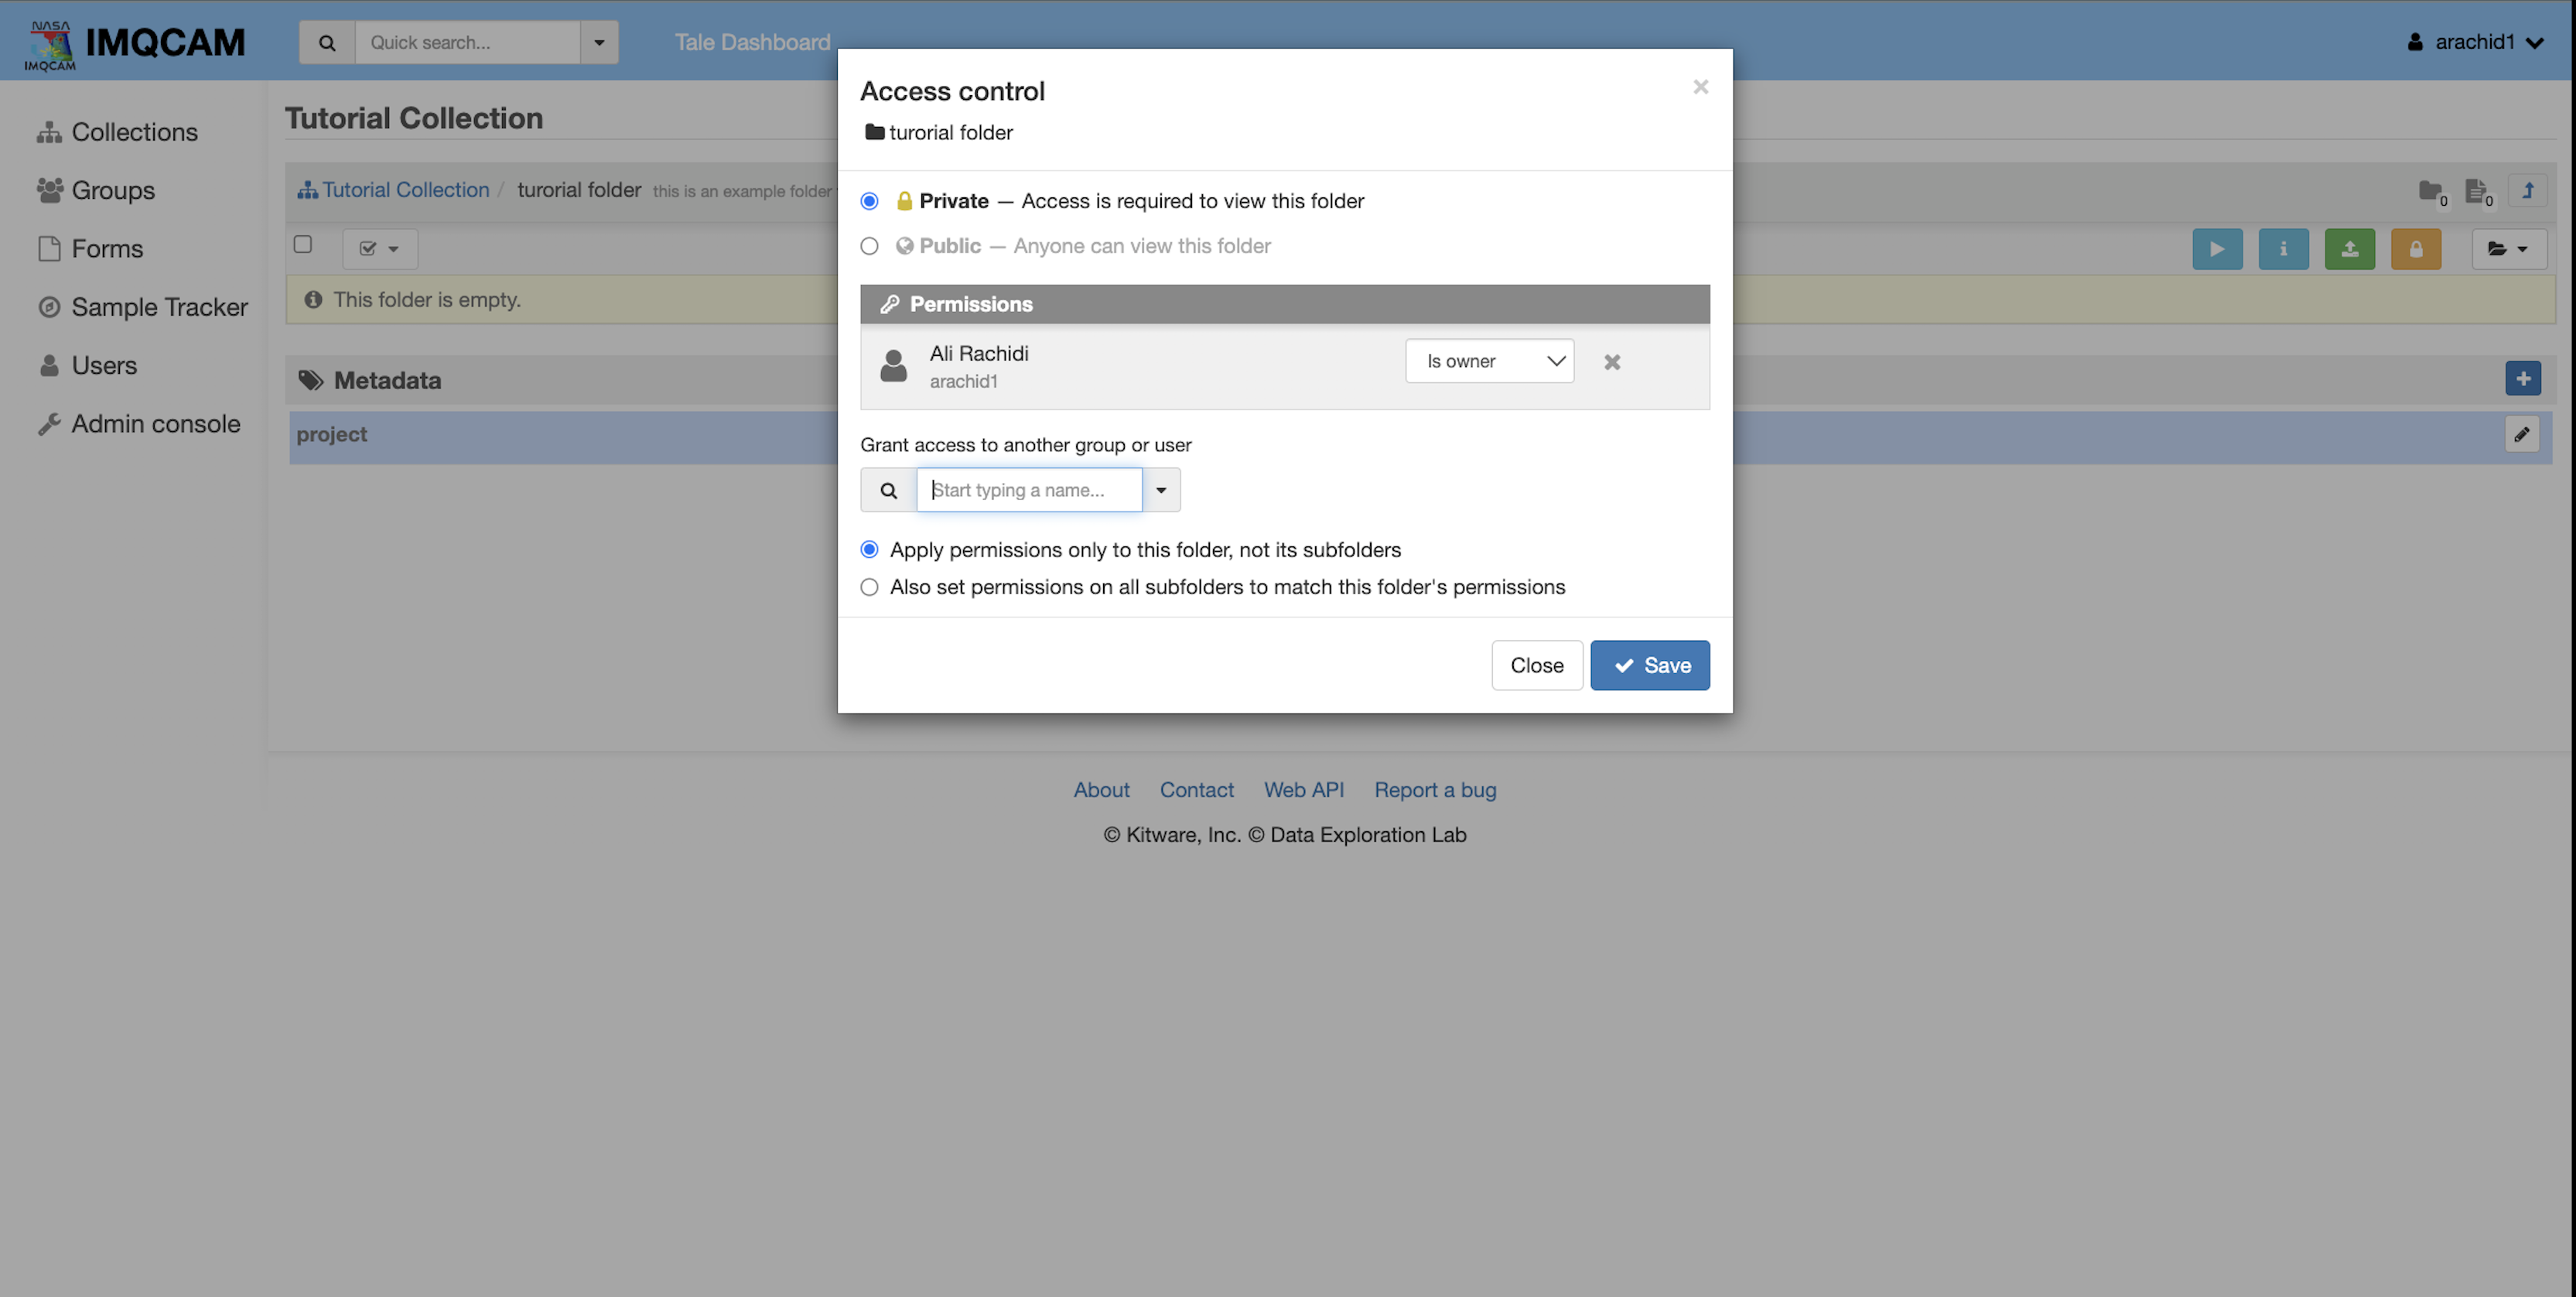 NASA
IMQCAM
IMQCAM
Quick search...
Tale Dashboard
arachid1
Collections
Groups
Forms
Sample Tracker
Users
Admin console
Tutorial Collection
Tutorial Collection / turorial folder this is an example folder
0
0
This folder is empty.
Metadata
project
Access control
×
turorial folder
Private — Access is required to view this folder
Public — Anyone can view this folder
Permissions
Ali Rachidi
arachid1
Is owner
Grant access to another group or user
Start typing a name...
Apply permissions only to this folder, not its subfolders
Also set permissions on all subfolders to match this folder's permissions
Close
Save
About Contact Web API Report a bug
© Kitware, Inc. © Data Exploration Lab